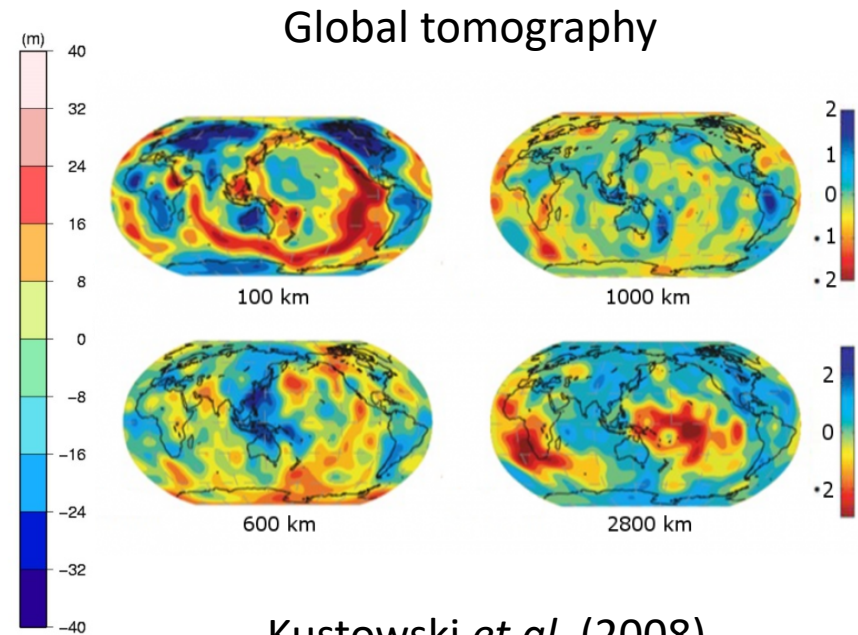 Global tomography
(m)
40
32
24
16
8
0
−8
−16
−24
−32
−40
100 km
1000 km
2
1
0
• 1
• 2
600 km
2800 km
2
0
•2
Kustowski et al. (2008)